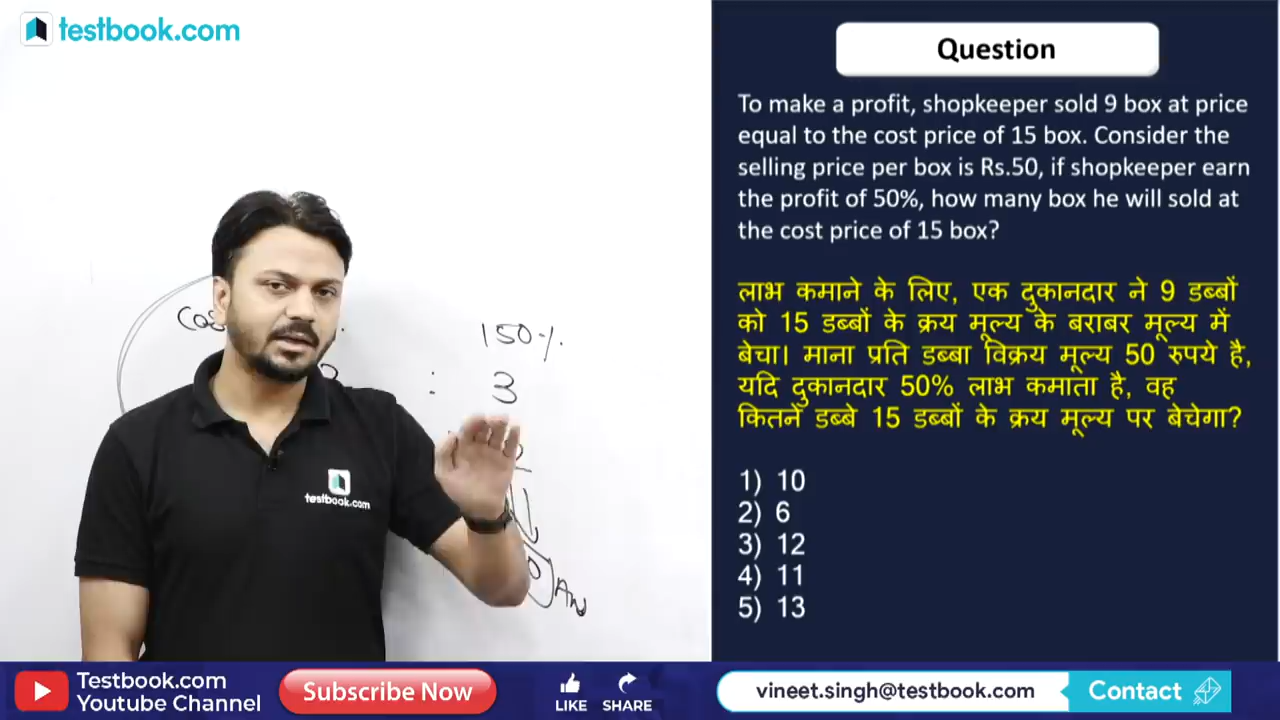 testbook.com
Question
To make a profit, shopkeeper sold 9 box at price
equal to the cost price of 15 box. Consider the
selling price per box is Rs.50, if shopkeeper earn
the profit of 50%, how many box he will sold at
the cost price of 15 box?
लाभ कमाने के लिए, एक दुकानदार ने 9 डब्बों
को 15 डब्बों के क्रय मूल्य के बराबर मूल्य में
बेचा। माना प्रति डब्बा विक्रय मूल्य 50 रुपये है,
यदि दुकानदार 50% लाभ कमाता है, वह
कितने डब्बे 15 डब्बों के क्रय मूल्य पर बेचेगा?
1) 10
2) 6
3) 12
4) 11
5) 13
150%
: 3
Ans
testbook.com
Testbook.com
YouTube Channel
Subscribe Now
LIKE
SHARE
vineet.singh@testbook.com
Contact